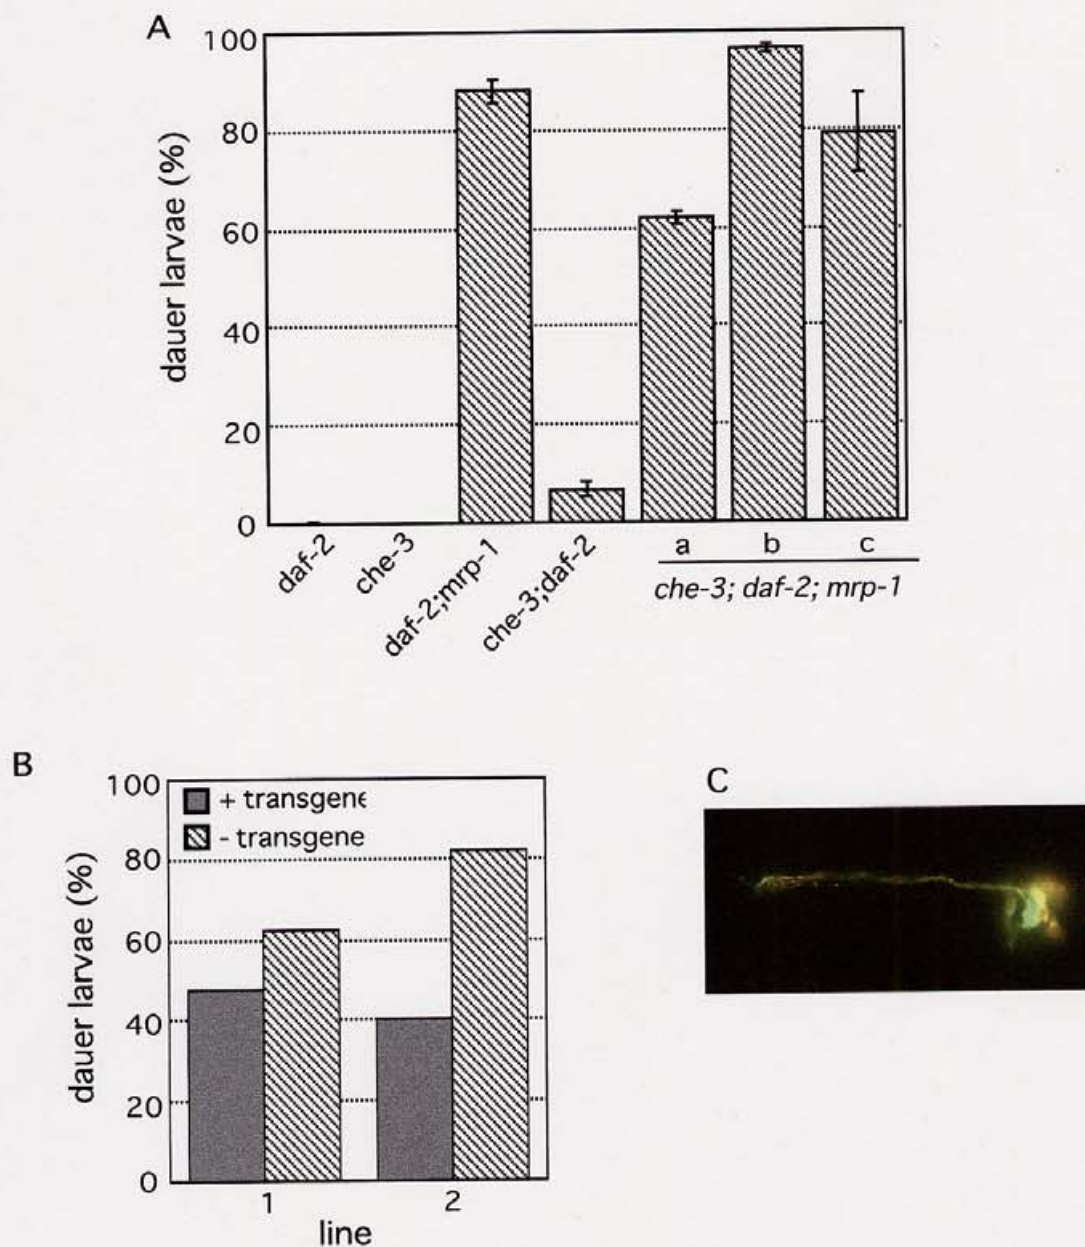 A
dauer larvae (%)
100
80
60
40
20
0
daf-2
che-3
daf-2;mrp-1
che-3;daf-2
a
b
c
che-3; daf-2; mrp-1
B
dauer larvae (%)
100
80
60
40
20
0
+ transgene
- transgene
1
2
line
C